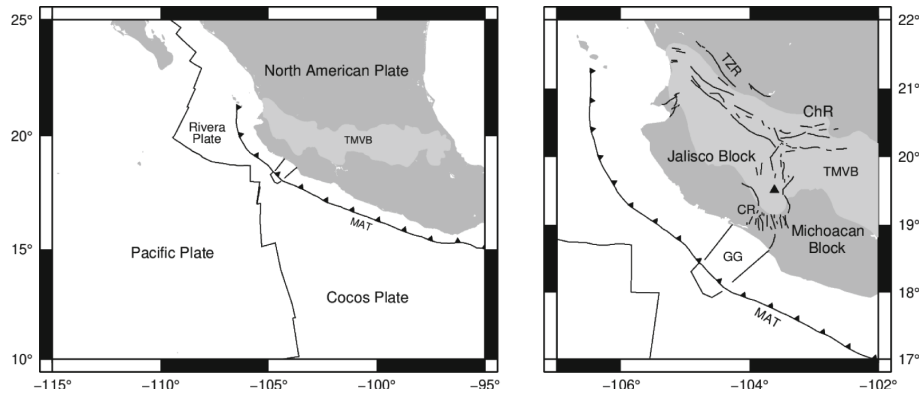 25°
20°
15°
10°
−115°
−110°
−105°
−100°
−95°
North American Plate
Rivera
Plate
TMVB
MAT
Pacific Plate
Cocos Plate
22°
21°
20°
19°
18°
17°
−106°
−104°
−102°
TZR
ChR
Jalisco Block
TMVB
CR
Michoacan
Block
GG
MAT